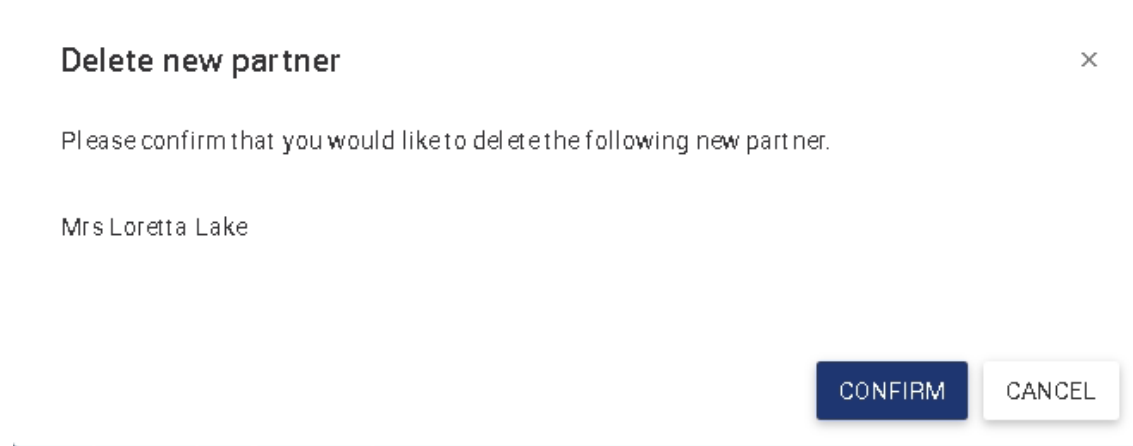 Delete new partner
Please confirm that you would like to delete the following new partner.
Mrs Loretta Lake
CONFIRM CANCEL